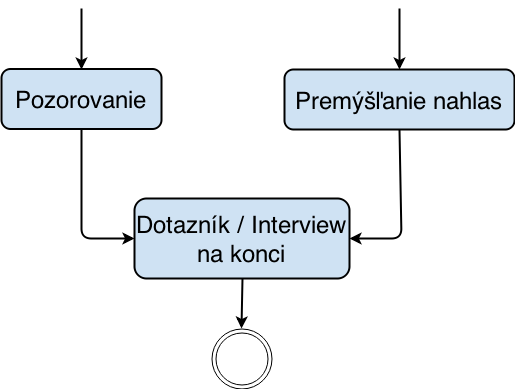 Pozorovanie
Premýšľanie nahlas
Dotazník / Interview
na konci